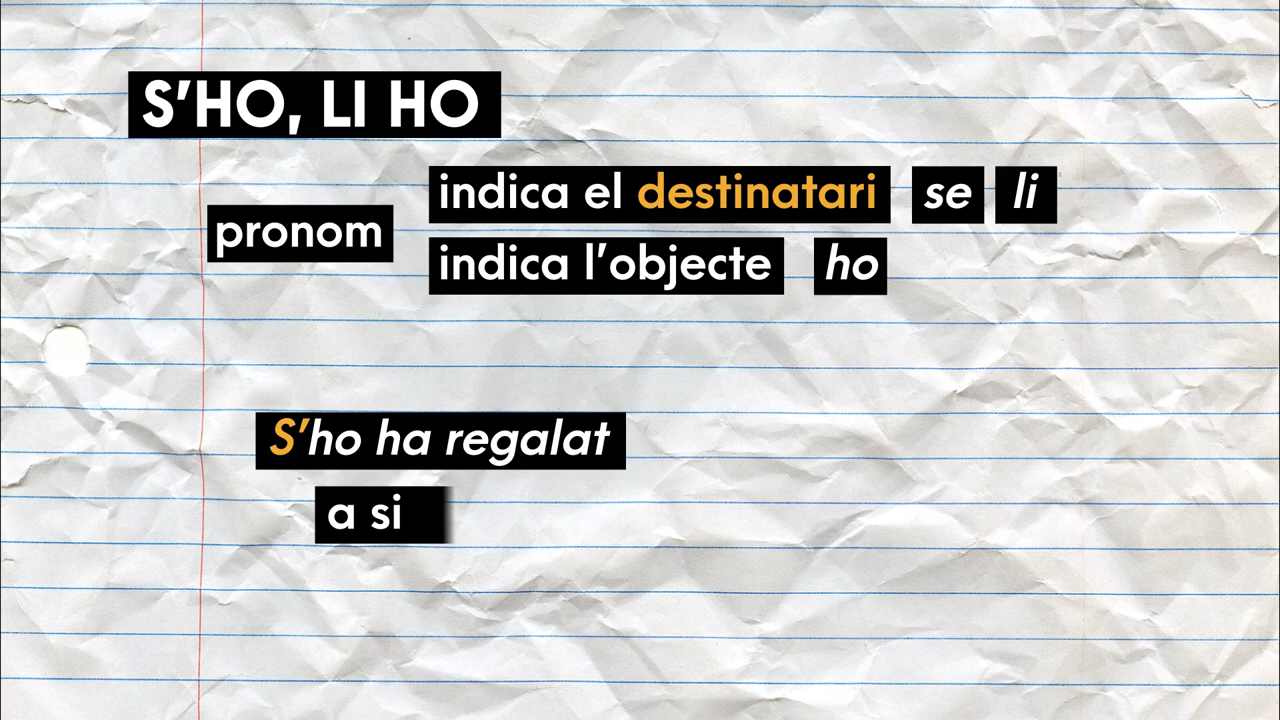 S’HO, LI HO
pronom
indica el destinatari se li
indica l’objecte ho
S’ho ha regalat
a si